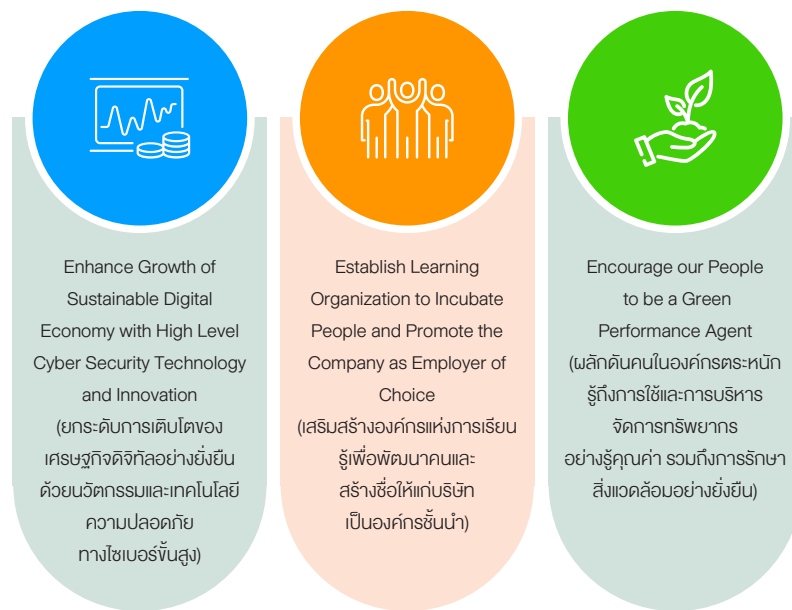 Enhance Growth of
Sustainable Digital
Economy with High Level
Cyber Security Technology
and Innovation
(ยกระดับการเติบโตของ
เศรษฐกิจดิจิทัลอย่างยั่งยืน
ด้วยนวัตกรรมและเทคโนโลยี
ความปลอดภัย
ทางไซเบอร์ขั้นสูง)
Establish Learning
Organization to Incubate
People and Promote the
Company as Employer of
Choice
(เสริมสร้างองค์กรแห่งการเรียน
รู้เพื่อพัฒนาคนและ
สร้างชื่อให้แก่บริษัท
เป็นองค์กรชั้นนำ)
Encourage our People
to be a Green
Performance Agent
(ผลักดันคนในองค์กรตระหนัก
รู้ถึงการใช้และการบริหาร
จัดการทรัพยากร
อย่างรู้คุณค่า รวมถึงการรักษา
สิ่งแวดล้อมอย่างยั่งยืน)